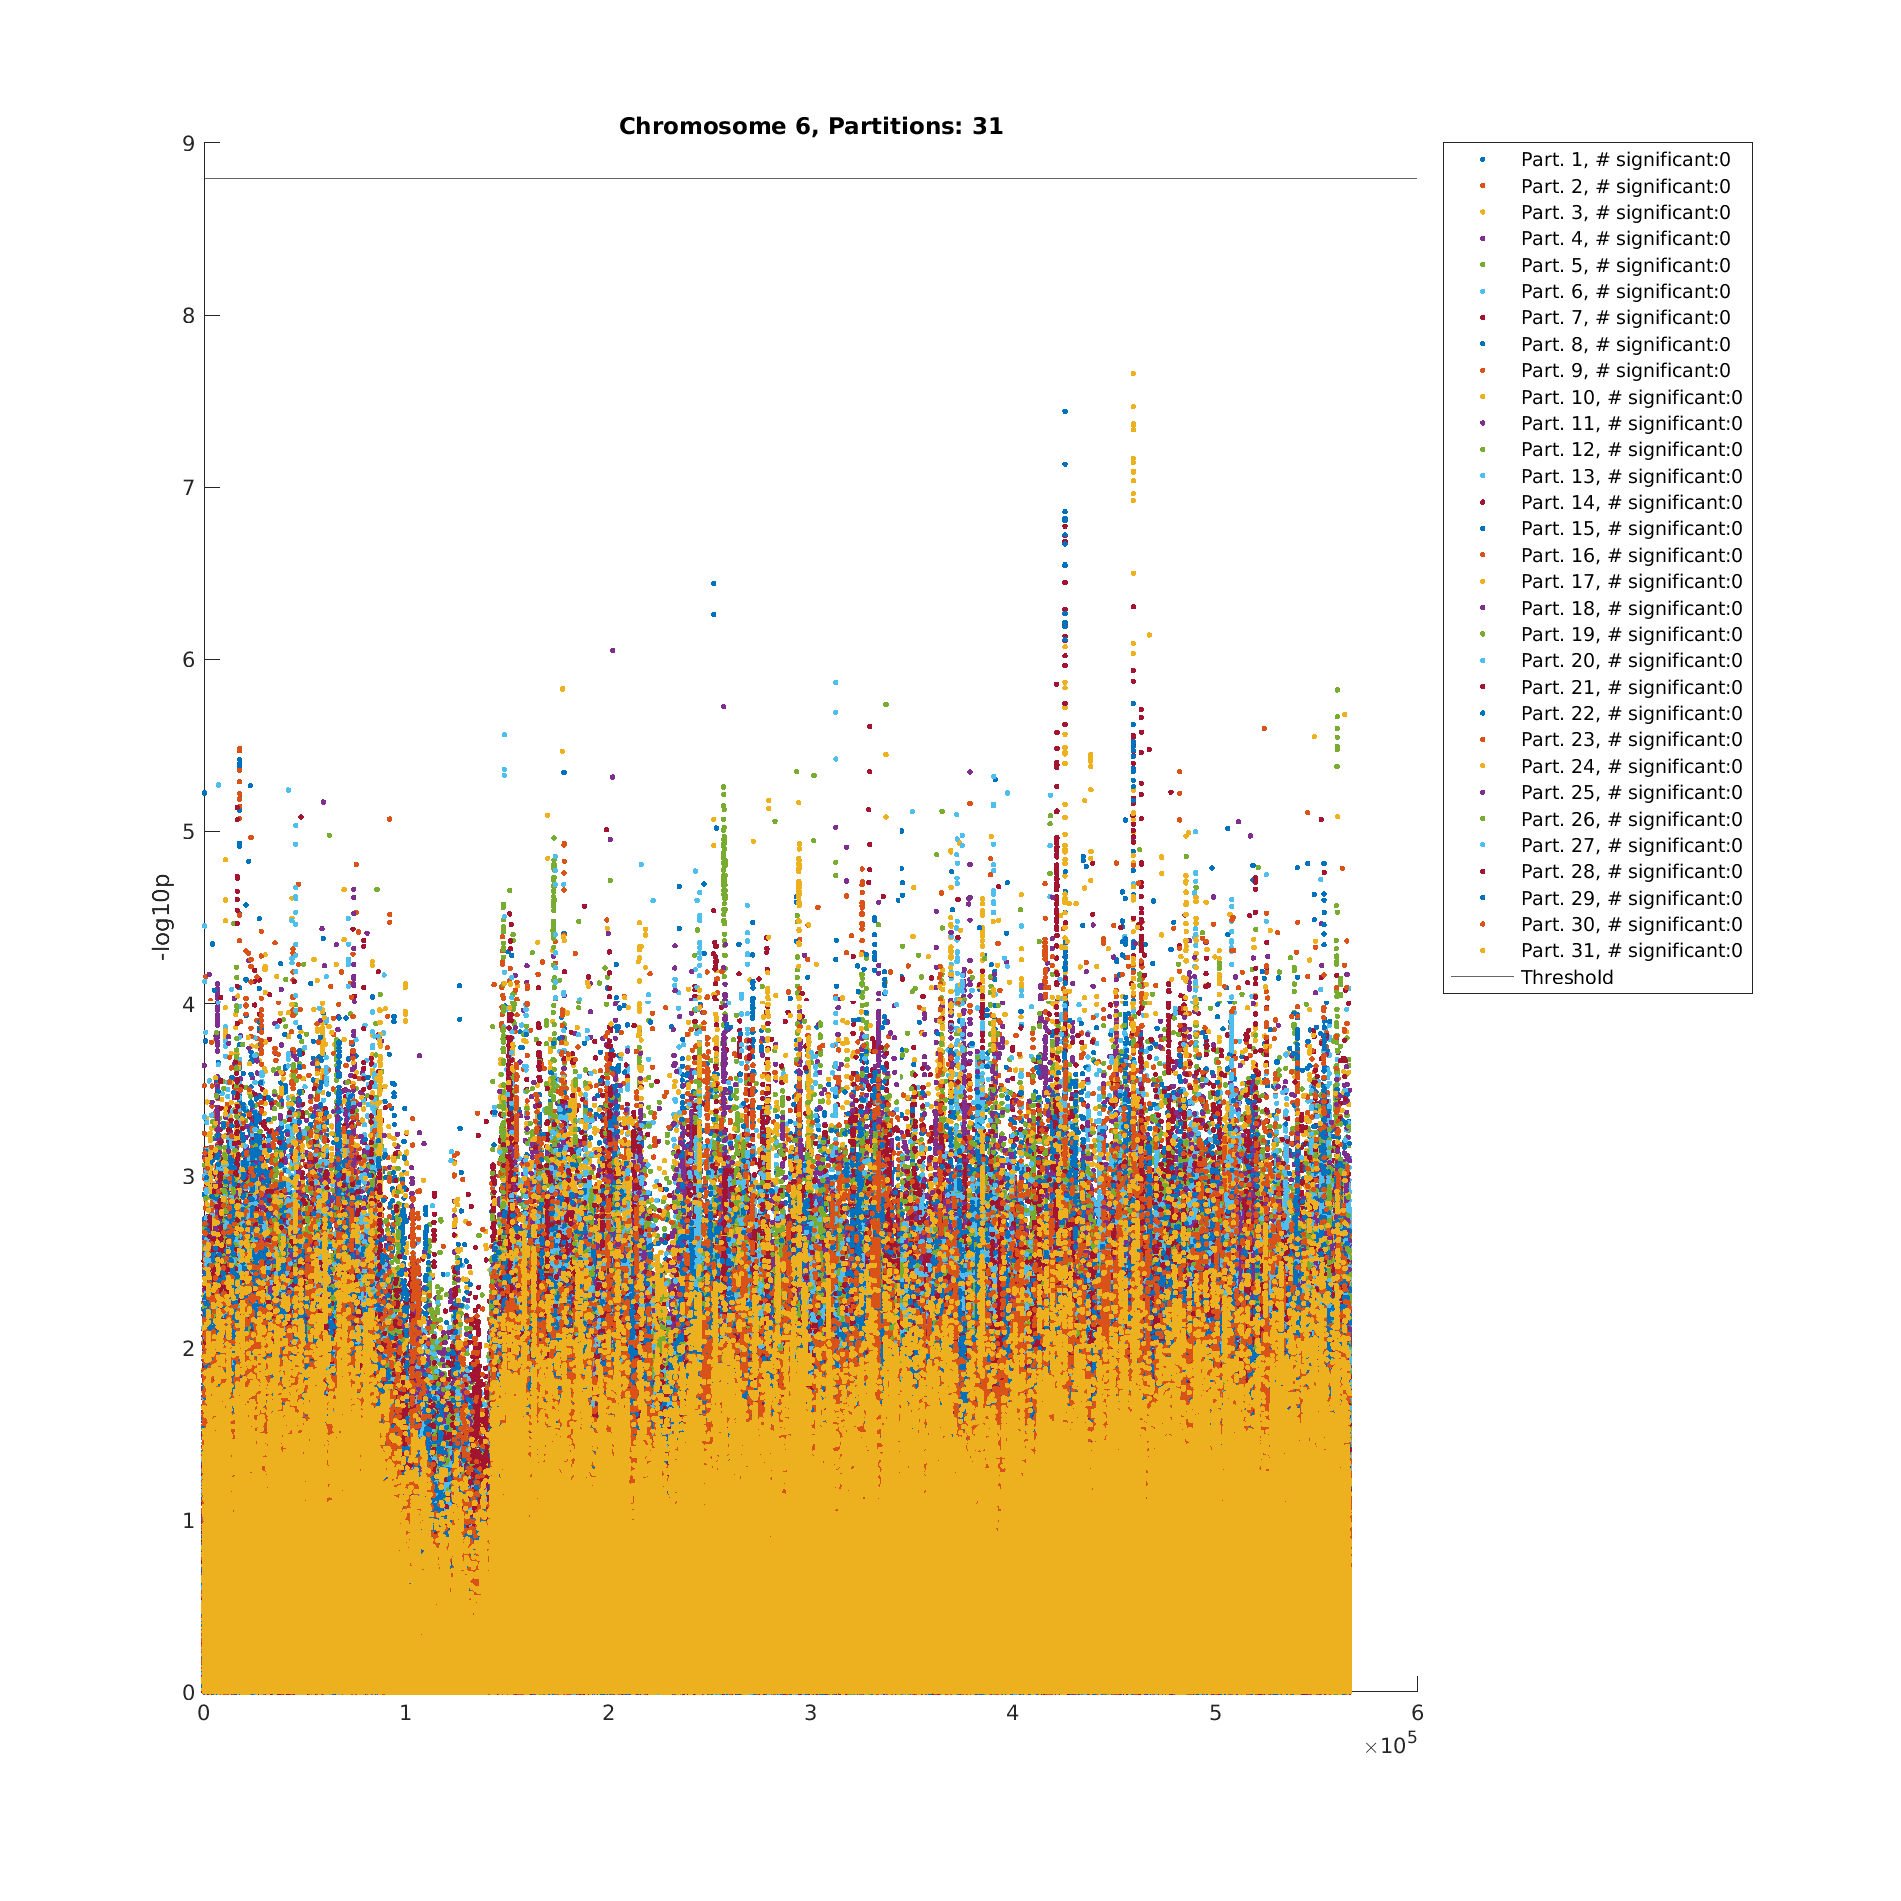 Chromosome 6, Partitions: 31
9
8
7
6
5
4
3
2
1
0
-log10p
0 1 2 3 4 5 6
×10^5
Part. 1, # significant:0
Part. 2, # significant:0
Part. 3, # significant:0
Part. 4, # significant:0
Part. 5, # significant:0
Part. 6, # significant:0
Part. 7, # significant:0
Part. 8, # significant:0
Part. 9, # significant:0
Part. 10, # significant:0
Part. 11, # significant:0
Part. 12, # significant:0
Part. 13, # significant:0
Part. 14, # significant:0
Part. 15, # significant:0
Part. 16, # significant:0
Part. 17, # significant:0
Part. 18, # significant:0
Part. 19, # significant:0
Part. 20, # significant:0
Part. 21, # significant:0
Part. 22, # significant:0
Part. 23, # significant:0
Part. 24, # significant:0
Part. 25, # significant:0
Part. 26, # significant:0
Part. 27, # significant:0
Part. 28, # significant:0
Part. 29, # significant:0
Part. 30, # significant:0
Part. 31, # significant:0
Threshold